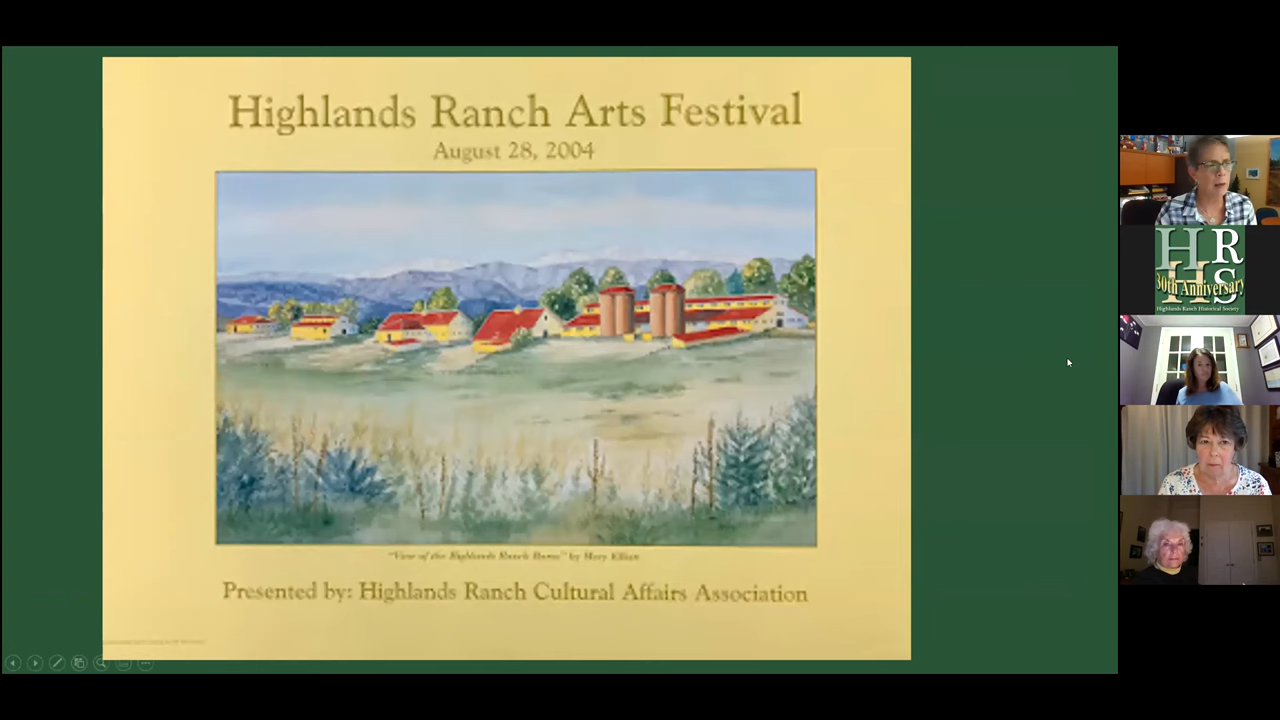 Highlands Ranch Arts Festival
August 28, 2004
"View of the Highlands Ranch Barns" by Mary
Presented by: Highlands Ranch Cultural Affairs Association
HRHS
30th Anniversary
Highlands Ranch Historical Society